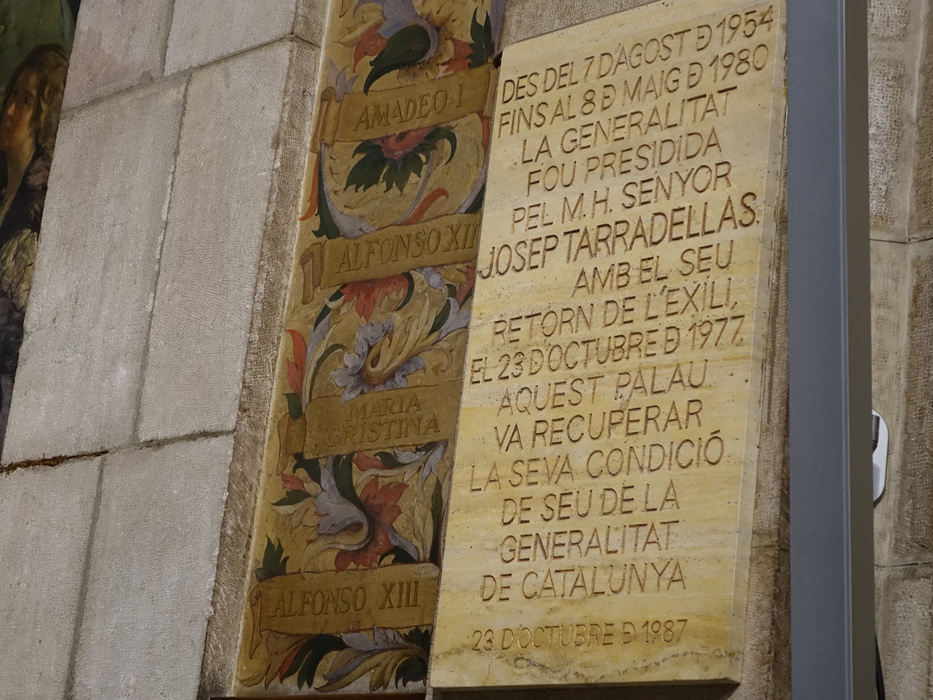 AMADEO I
ALFONSO XII
MARIA
CRISTINA
ALFONSO XIII
DES DEL 7 D'AGOST Đ 1954
FINS AL 8 Đ MAIG Đ 1980
LA GENERALITAT
FOU PRESIDIDA
PEL M.H. SENYOR
JOSEP TARRADELLAS.
AMB EL SEU
RETORN DE L'EXILI,
EL 23 D'OCTUBRE Đ 1977,
AQUEST PALAU
VA RECUPERAR
LA SEVA CONDICIÓ
DE SEU DE LA
GENERALITAT
DE CATALUNYA
23 D'OCTUBRE Đ 1987